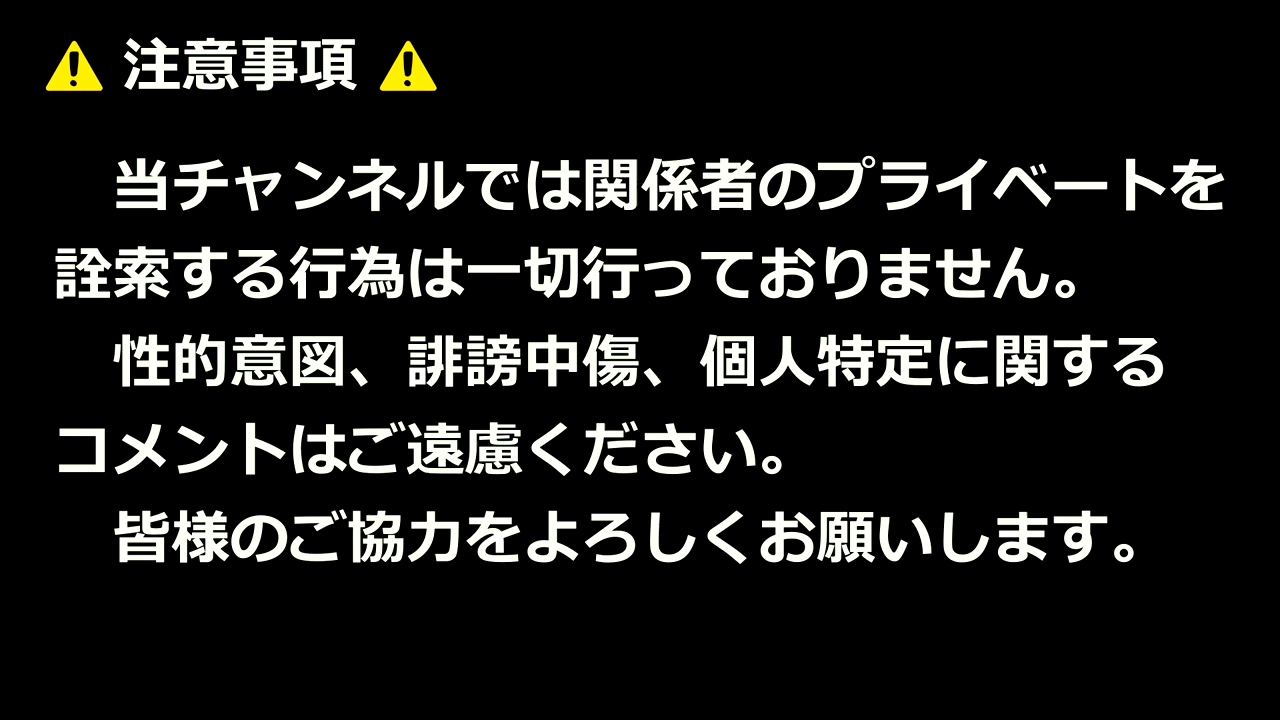 ⚠ 注意事項 ⚠
　当チャンネルでは関係者のプライベートを
詮索する行為は一切行っておりません。
　性的意図、誹謗中傷、個人特定に関する
コメントはご遠慮ください。
　皆様のご協力をよろしくお願いします。